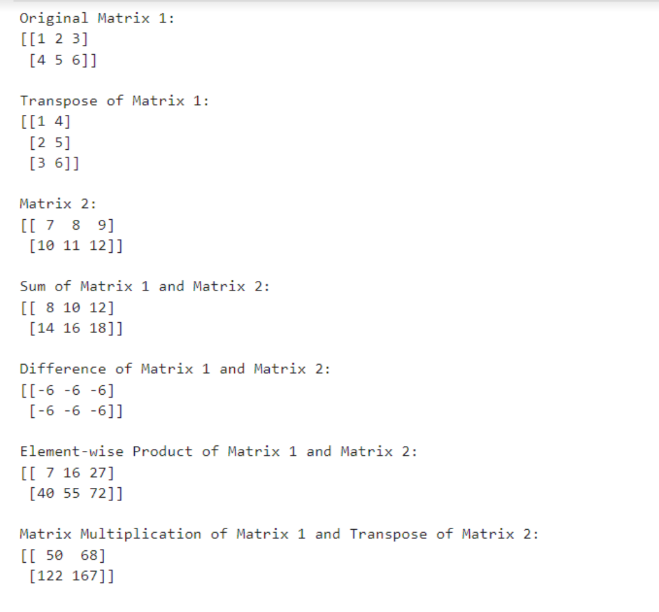 Original Matrix 1:
[[1 2 3]
 [4 5 6]]
Transpose of Matrix 1:
[[1 4]
 [2 5]
 [3 6]]
Matrix 2:
[[ 7  8  9]
 [10 11 12]]
Sum of Matrix 1 and Matrix 2:
[[ 8 10 12]
 [14 16 18]]
Difference of Matrix 1 and Matrix 2:
[[-6 -6 -6]
 [-6 -6 -6]]
Element-wise Product of Matrix 1 and Matrix 2:
[[ 7 16 27]
 [40 55 72]]
Matrix Multiplication of Matrix 1 and Transpose of Matrix 2:
[[ 50  68]
 [122 167]]